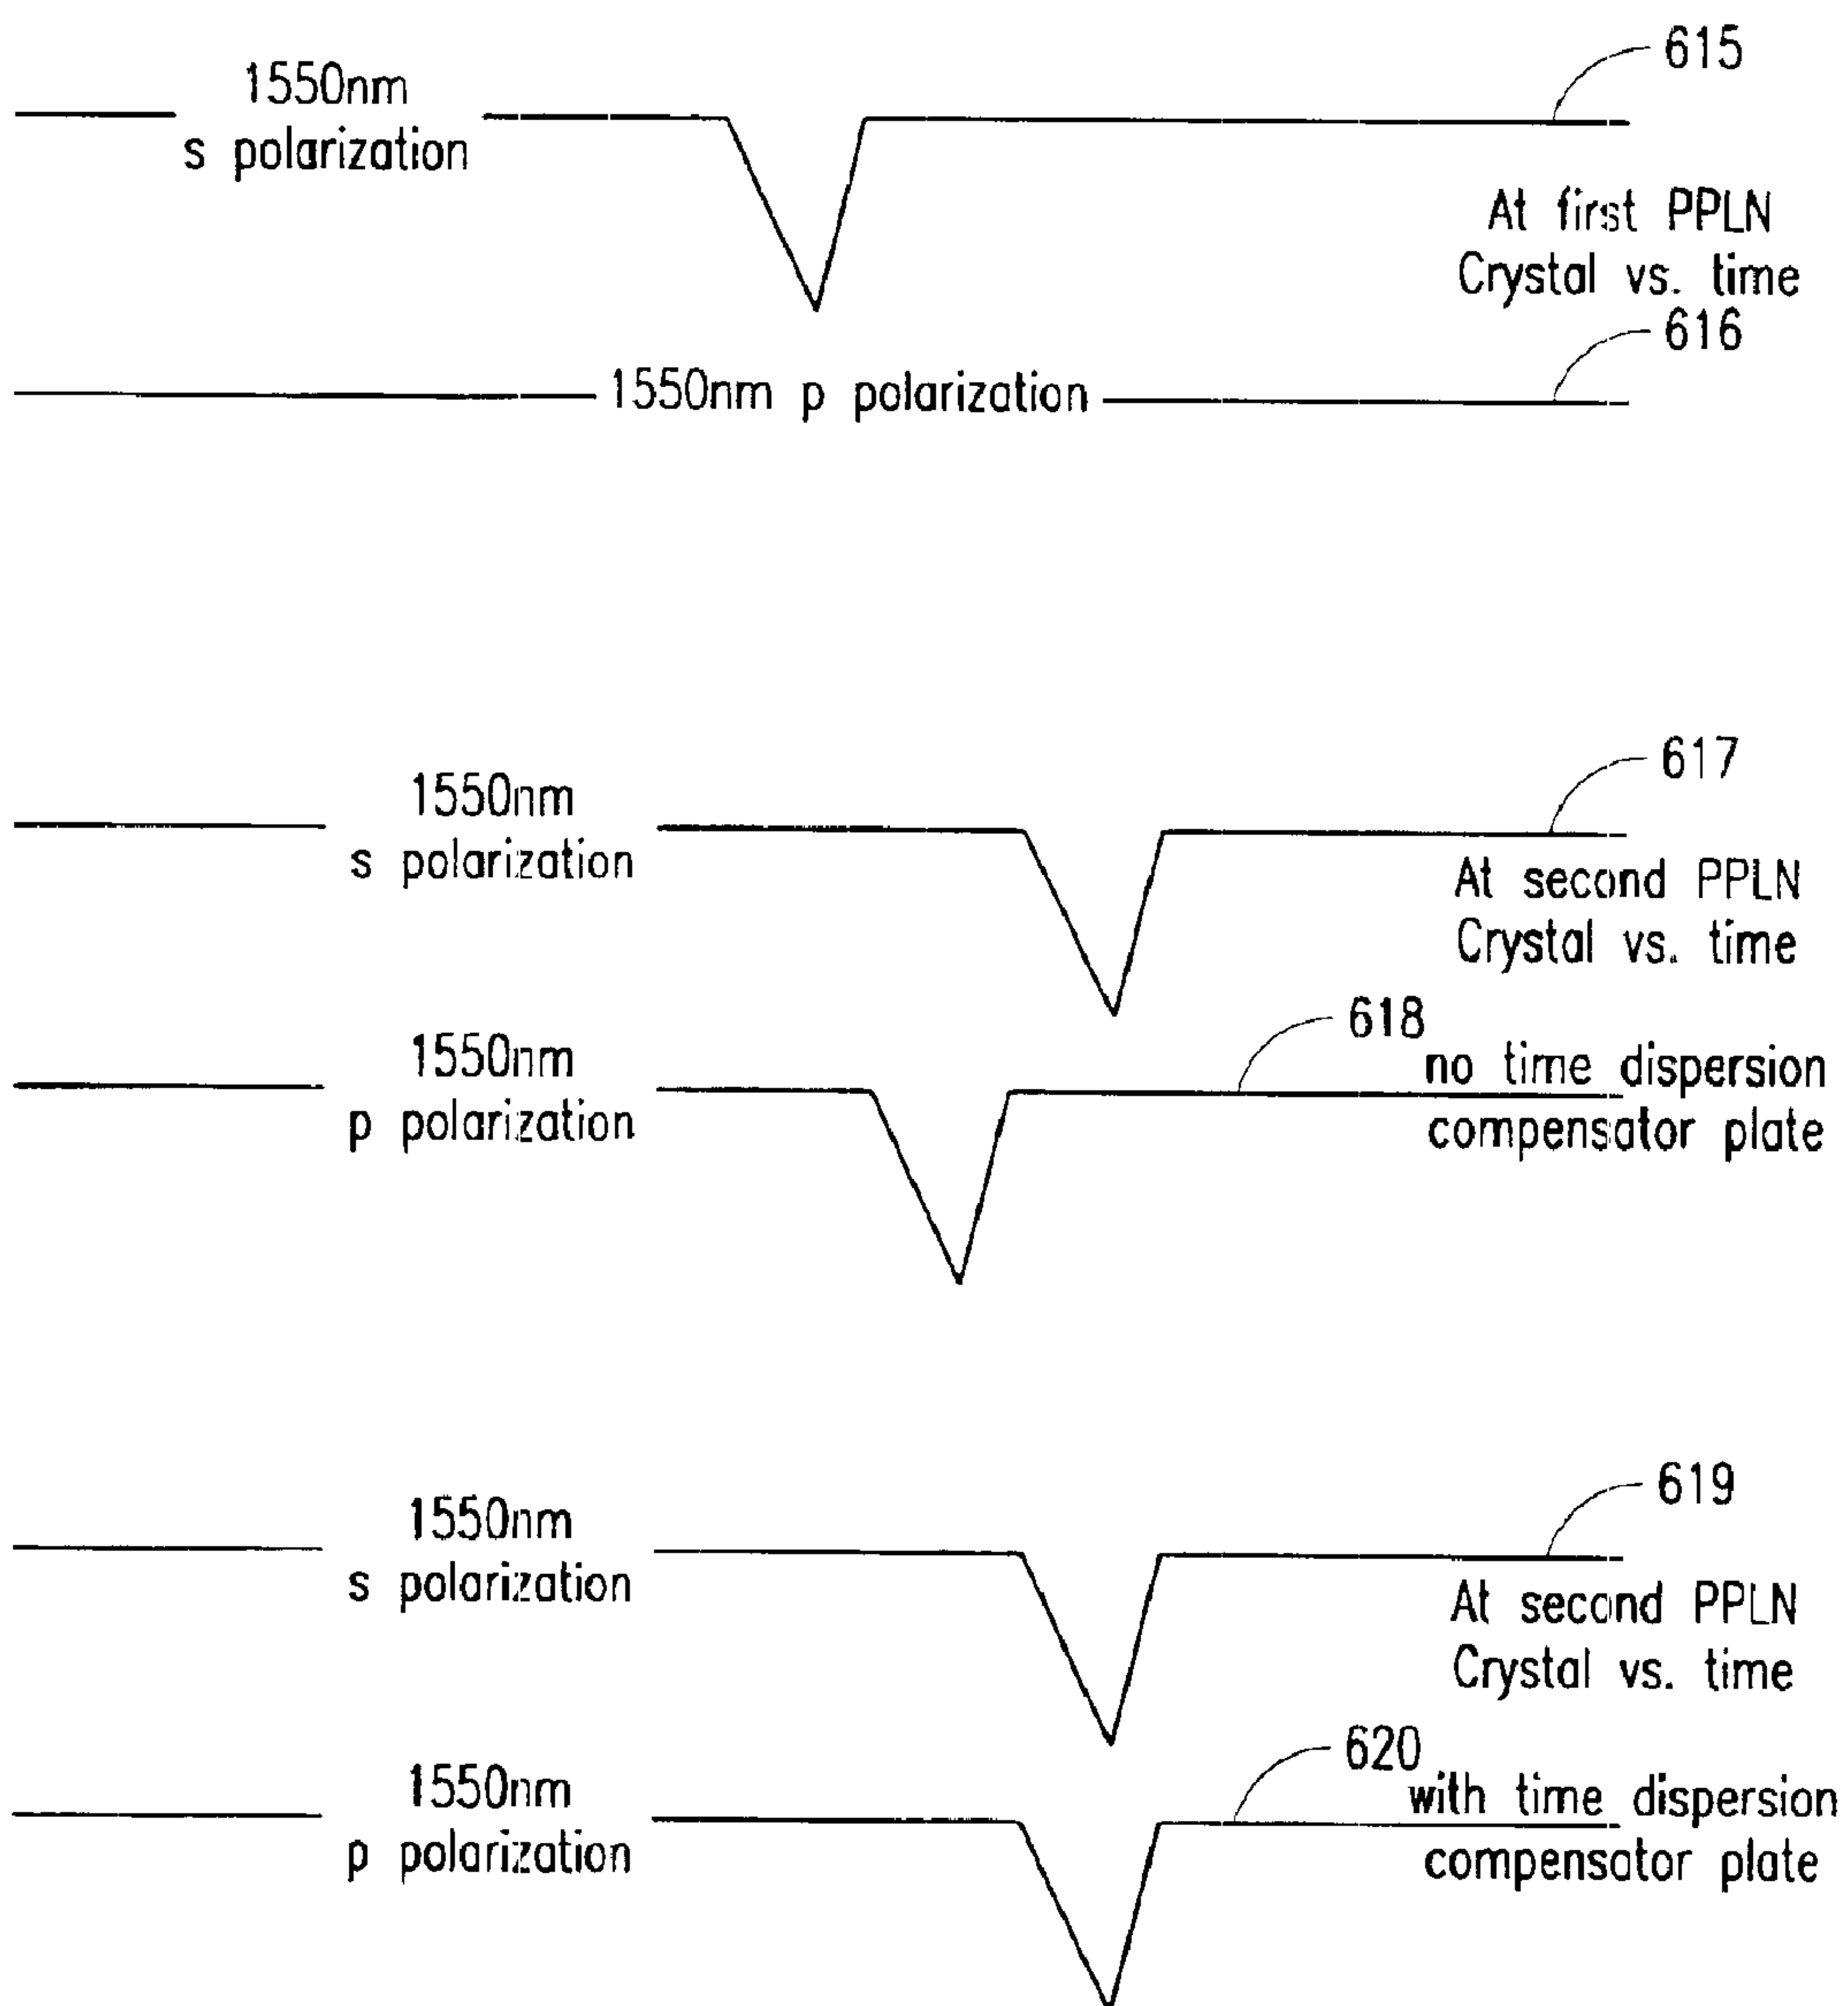 615
1550nm
s polarization
At first PPLN
Crystal vs. time
616
1550nm p polarization
617
1550nm
s polarization
At second PPLN
Crystal vs. time
618
1550nm
p polarization
no time dispersion
compensator plate
619
1550nm
s polarization
At second PPLN
Crystal vs. time
620
1550nm
p polarization
with time dispersion
compensator plate